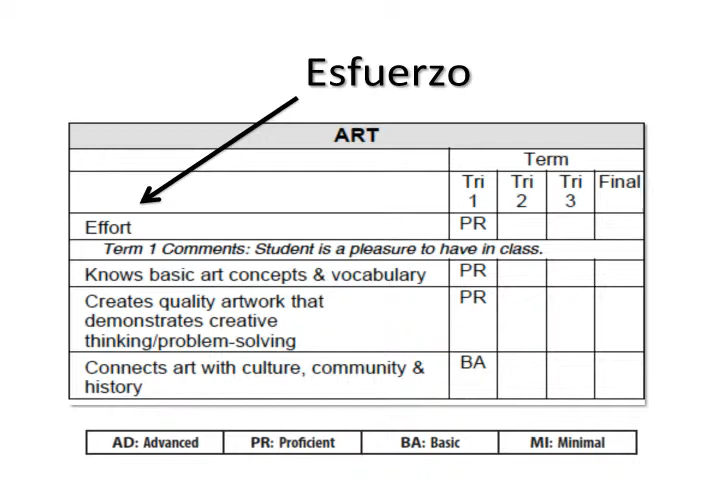 Esfuerzo
ART
Term
Tri 1 Tri 2 Tri 3 Final
Effort PR
Term 1 Comments: Student is a pleasure to have in class.
Knows basic art concepts & vocabulary PR
Creates quality artwork that PR
demonstrates creative
thinking/problem-solving
Connects art with culture, community & BA
history
AD: Advanced PR: Proficient BA: Basic MI: Minimal